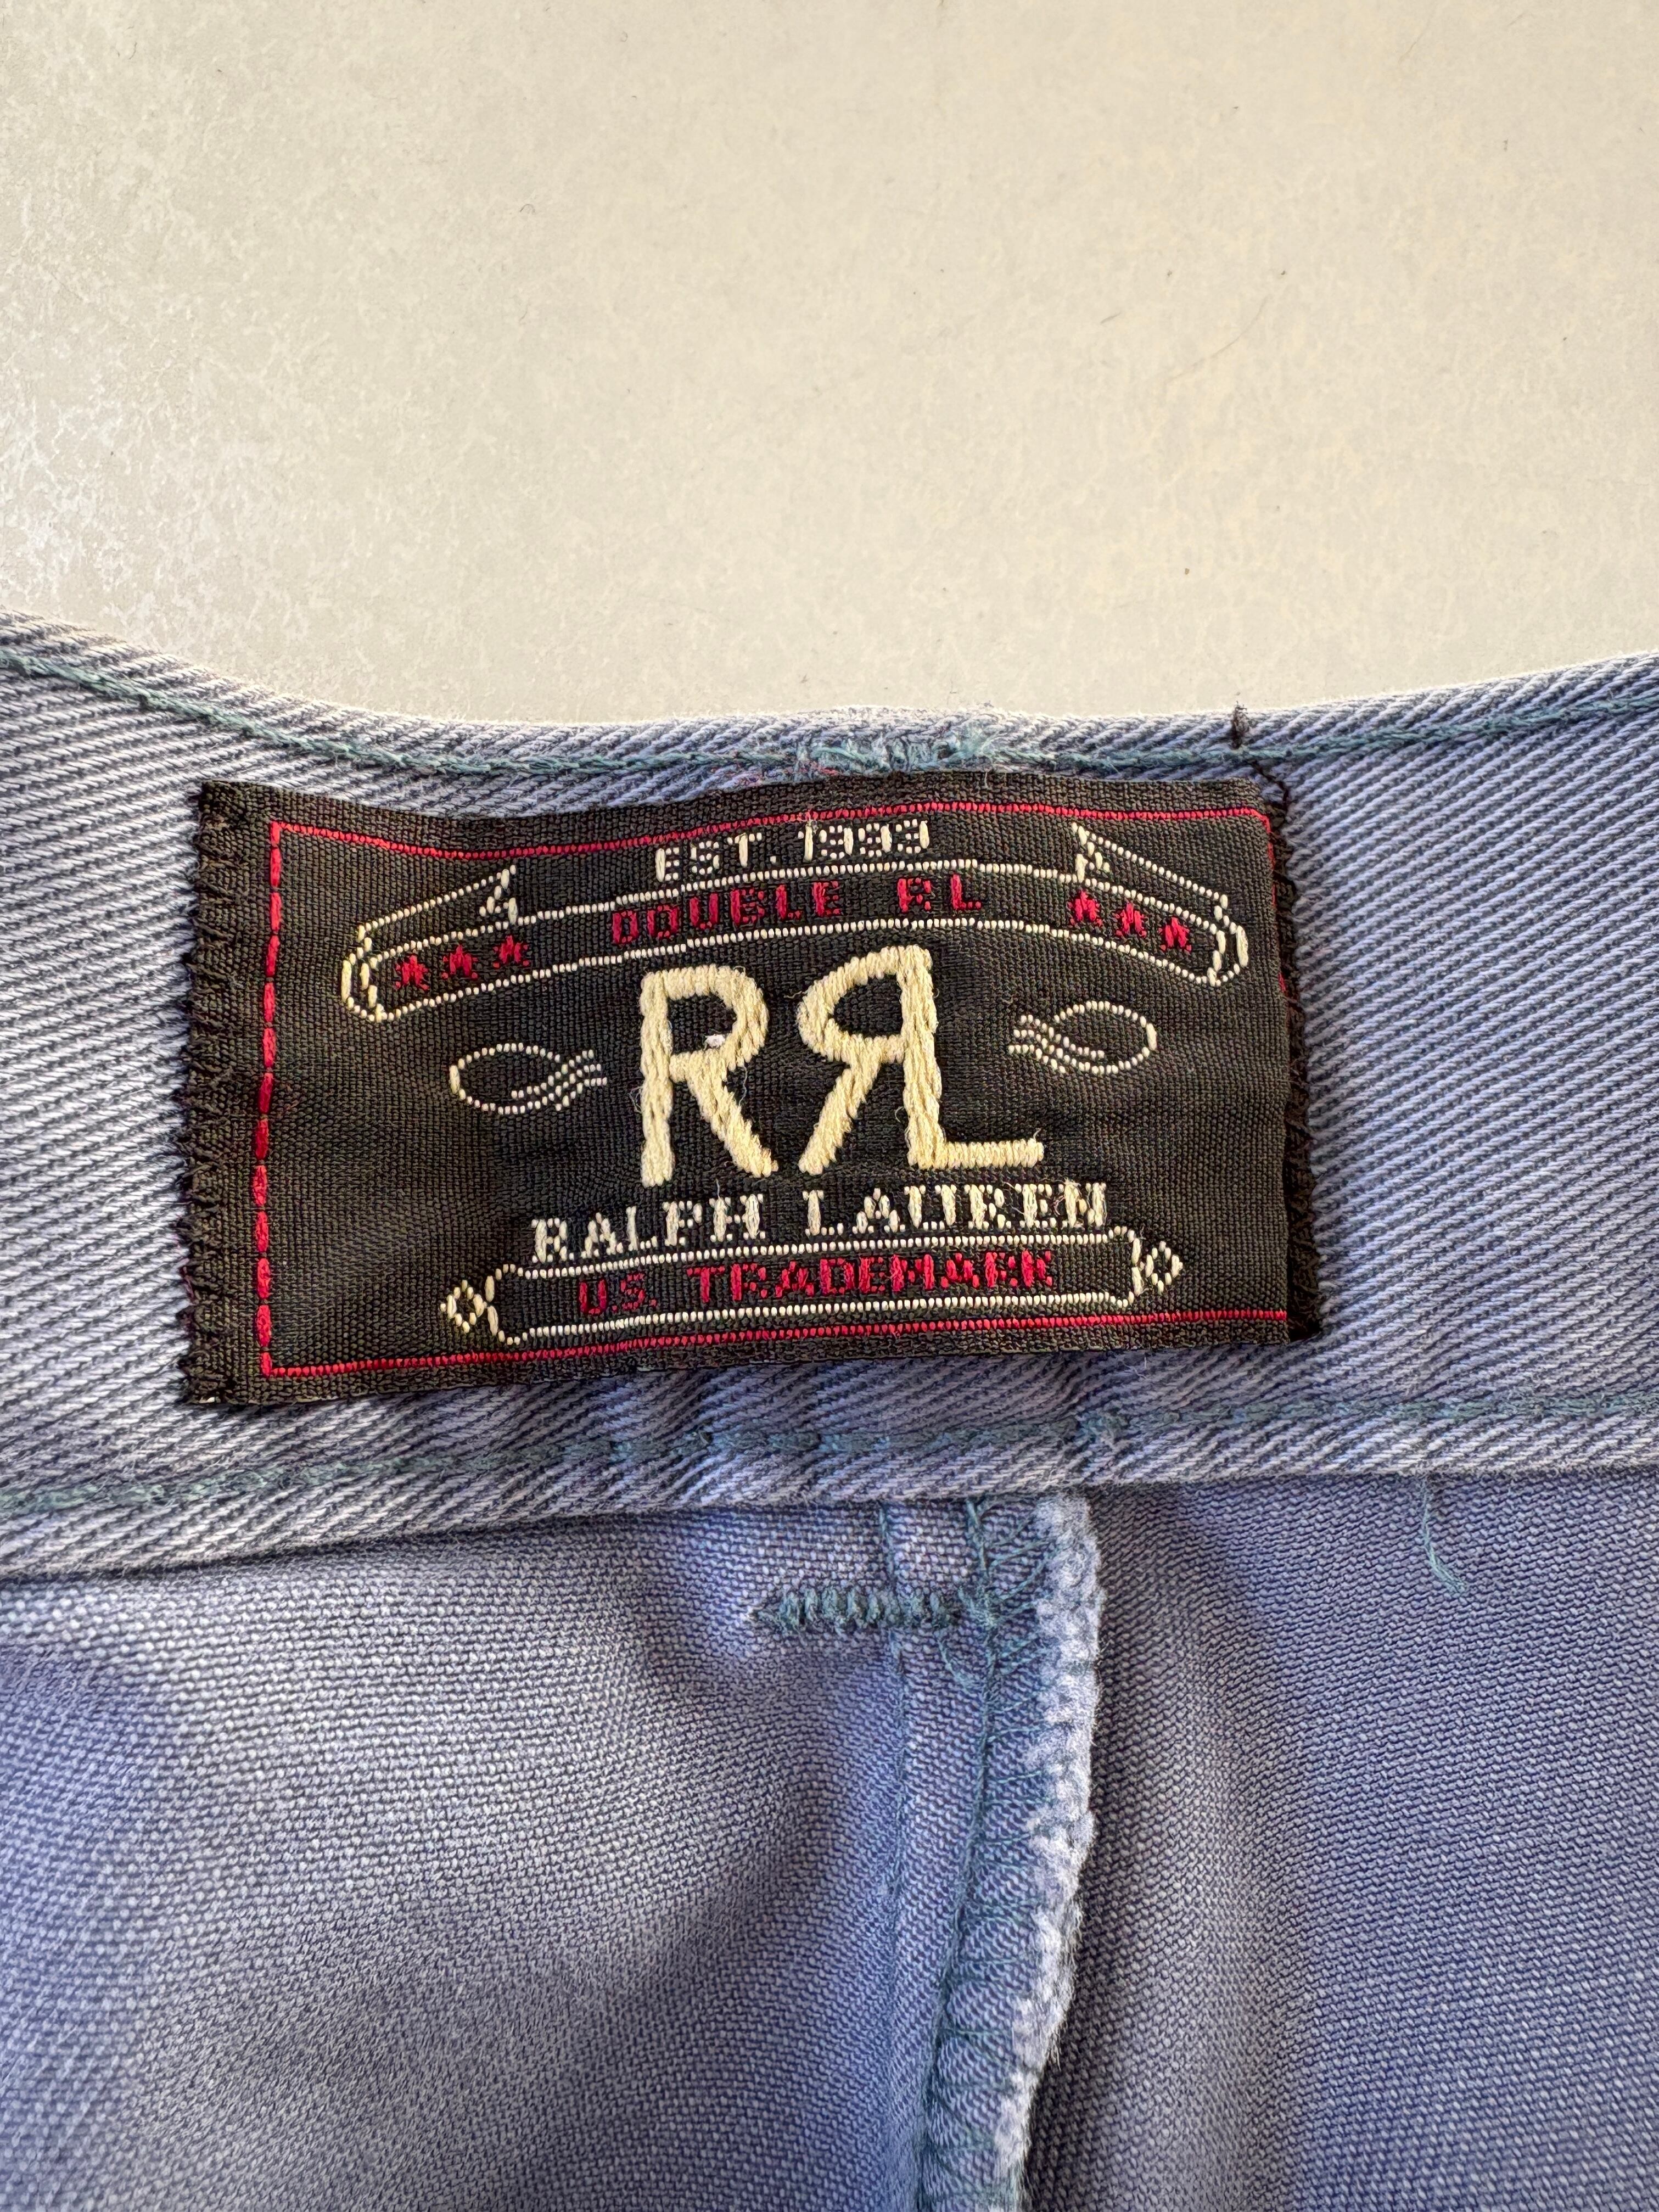 EST. 1993
★★★ DOUBLE RL ★★★
RRL
RALPH LAUREN
U.S. TRADEMARK